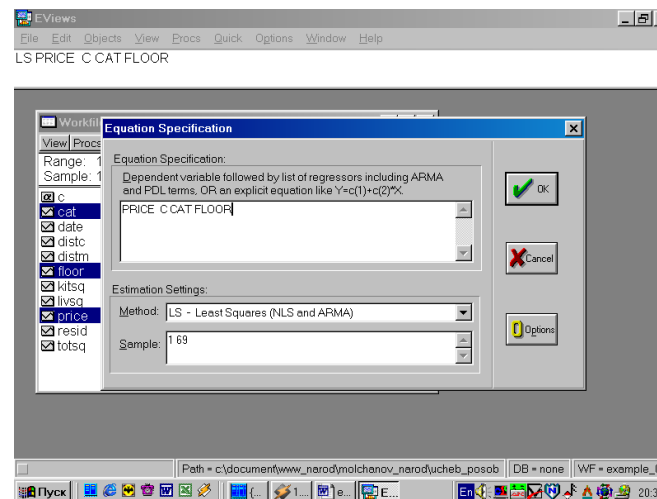 EViews
File Edit Objects View Procs Quick Options Window Help
LS PRICE C CAT FLOOR
Workfil
View Procs
Range: 1
Sample: 1
c
cat
date
distc
distm
floor
kitsq
livsq
price
resid
totsq
Equation Specification
Equation Specification:
Dependent variable followed by list of regressors including ARMA
and PDL terms, OR an explicit equation like Y=c(1)+c(2)*X.
PRICE C CAT FLOOR
OK
Cancel
Options
Estimation Settings:
Method: LS - Least Squares (NLS and ARMA)
Sample: 1 69
Path = c:\document\www_narod\molchanov_narod\ucheb_posob DB = none WF = example_
Пуск {... 1... e... E... En 20:3